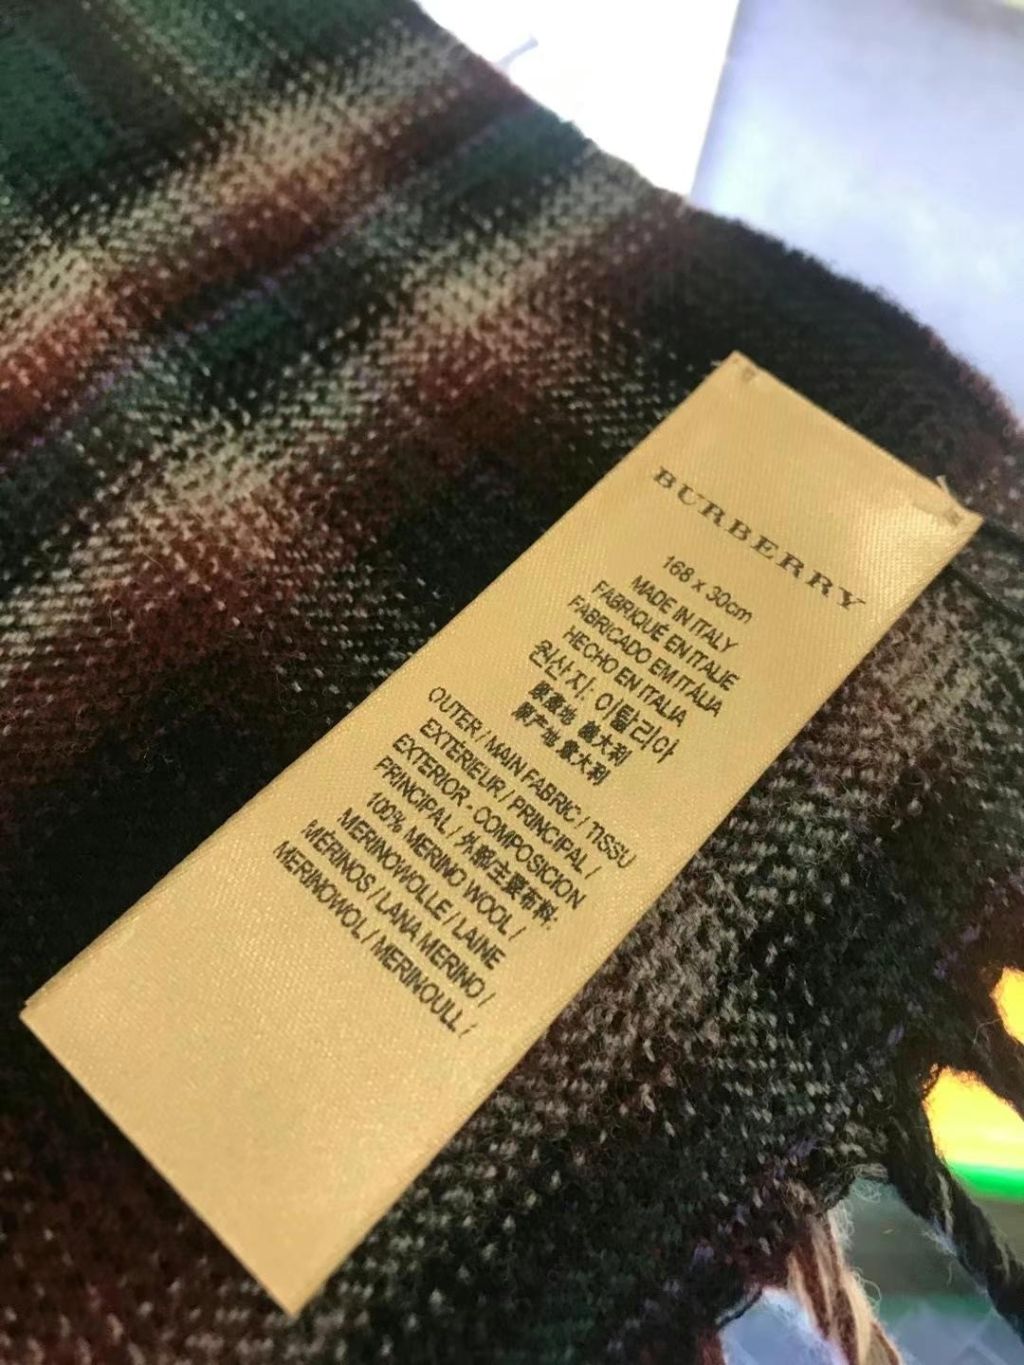 BURBERRY
168 x 30cm
MADE IN ITALY
FABRIQUÉ EN ITALIE
FABRICADO EM ITÁLIA
HECHO EN ITALIA
원산지: 이탈리아
原產地 意大利
原产地 意大利
OUTER / MAIN FABRIC / TISSU
EXTÉRIEUR / PRINCIPAL /
EXTERIOR - COMPOSICION
PRINCIPAL / 外部/主要布料:
100% MERINO WOOL /
MERINOWOLLE / LAINE
MÉRINOS / LANA MERINO /
MERINOWOL / MERINOULL /